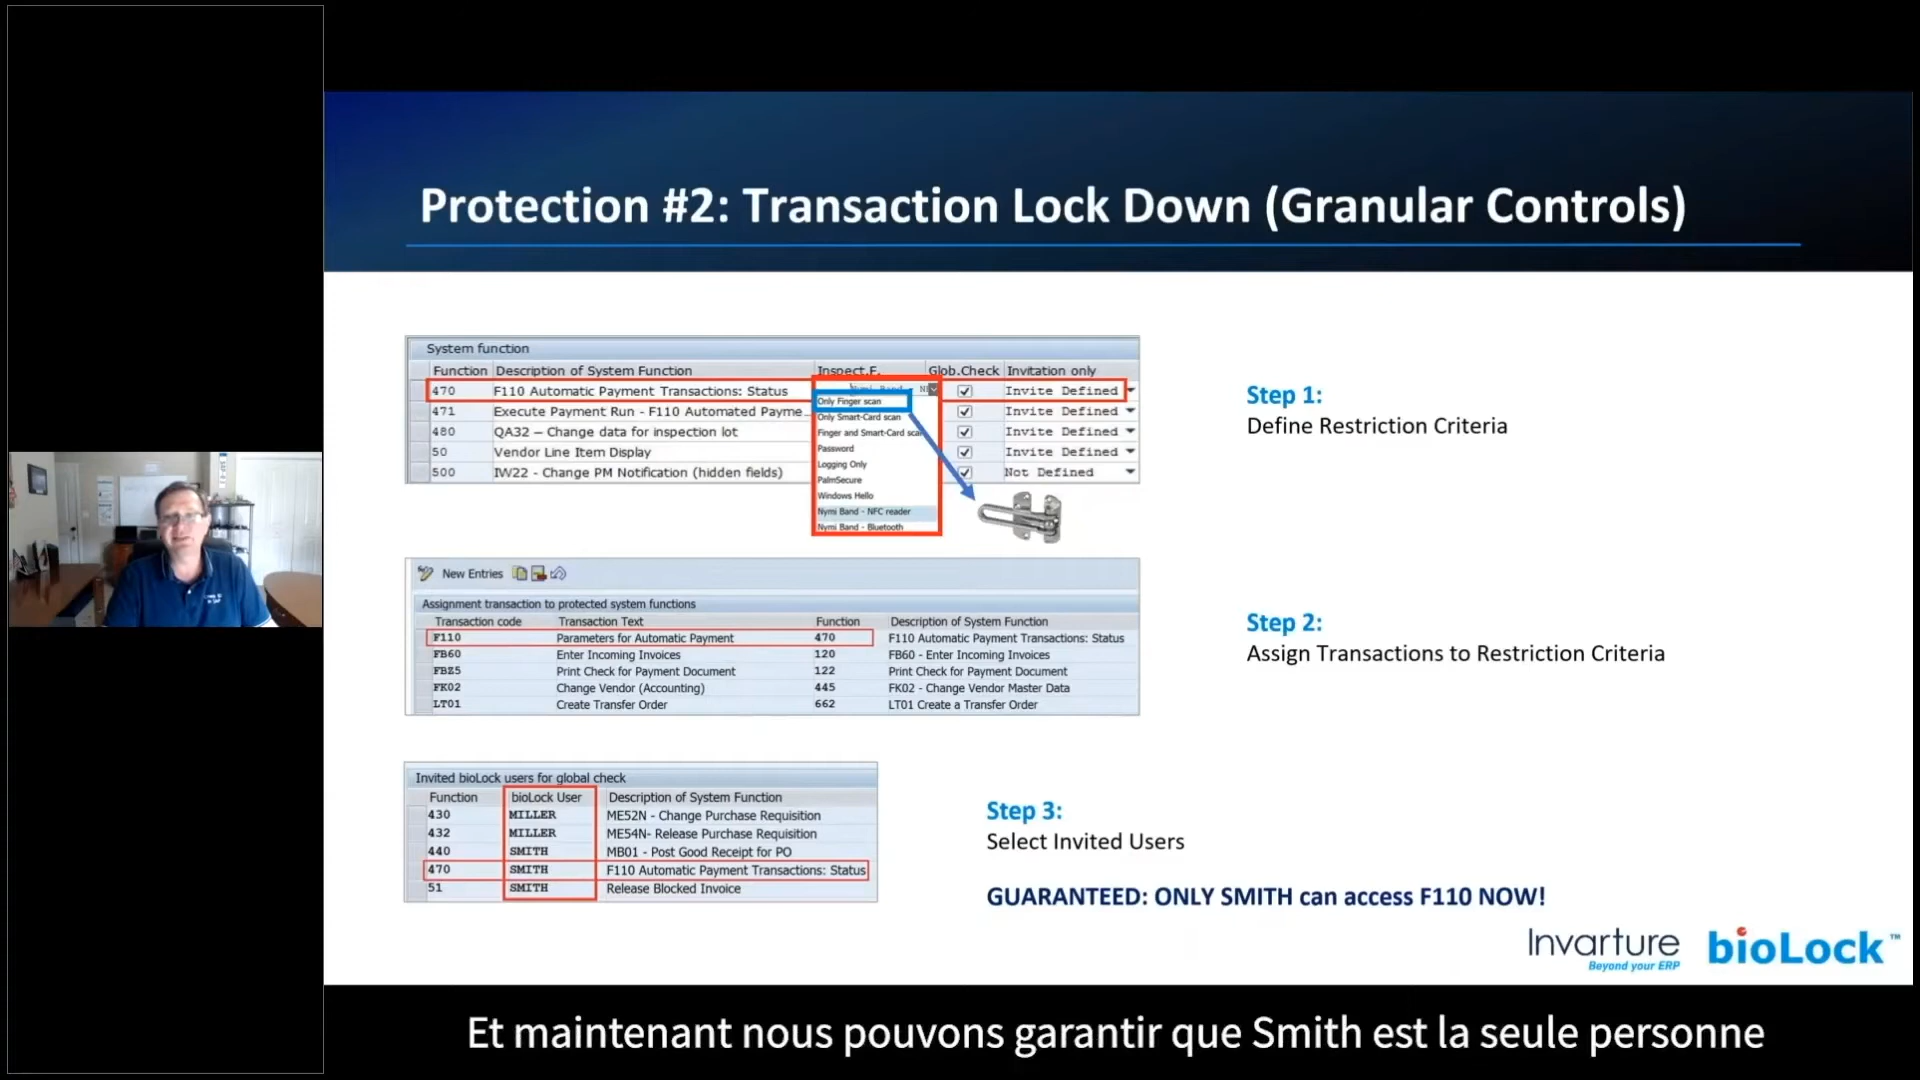 Protection #2: Transaction Lock Down (Granular Controls)
System function
Function Description of System Function Inspect.F. Glob.Check Invitation only
470 F110 Automatic Payment Transactions: Status Invite Defined
471 Execute Payment Run - F110 Automated Payme.. Invite Defined
480 QA32 – Change data for inspection lot Invite Defined
50 Vendor Line Item Display Invite Defined
500 IW22 - Change PM Notification (hidden fields) Not Defined
Only Finger scan
Only Smart-Card scan
Finger and Smart-Card scan
Password
Logging Only
PalmSecure
Windows Hello
Nymi Band - NFC reader
Nymi Band - Bluetooth
Step 1:
Define Restriction Criteria
New Entries
Assignment transaction to protected system functions
Transaction code Transaction Text Function Description of System Function
F110 Parameters for Automatic Payment 470 F110 Automatic Payment Transactions: Status
FB60 Enter Incoming Invoices 120 FB60 - Enter Incoming Invoices
FBZ5 Print Check for Payment Document 122 Print Check for Payment Document
FK02 Change Vendor (Accounting) 445 FK02 - Change Vendor Master Data
LT01 Create Transfer Order 662 LT01 Create a Transfer Order
Step 2:
Assign Transactions to Restriction Criteria
Invited bioLock users for global check
Function bioLock User Description of System Function
430 MILLER ME52N - Change Purchase Requisition
432 MILLER ME54N- Release Purchase Requisition
440 SMITH MB01 - Post Good Receipt for PO
470 SMITH F110 Automatic Payment Transactions: Status
51 SMITH Release Blocked Invoice
Step 3:
Select Invited Users
GUARANTEED: ONLY SMITH can access F110 NOW!
Invarture
Beyond your ERP
bioLock™
Et maintenant nous pouvons garantir que Smith est la seule personne